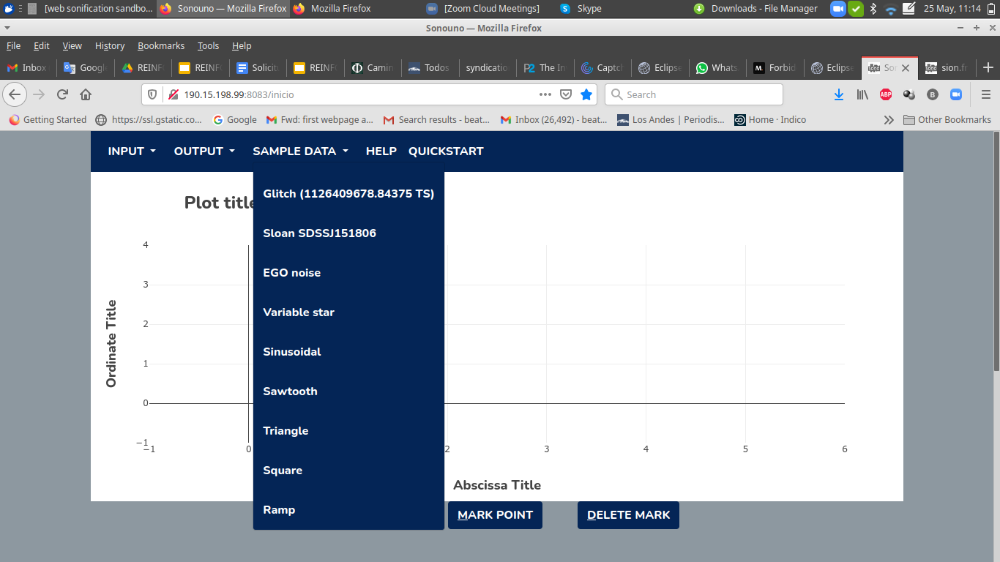 [web sonification sandbo... Sonouno — Mozilla Firefox Mozilla Firefox [Zoom Cloud Meetings] Skype Downloads - File Manager 25 May, 11:14
Sonouno — Mozilla Firefox
File Edit View History Bookmarks Tools Help
Inbox Googl REINF REINF Solicit REINF Camin Todos syndicatio The In Captc Eclipse Whats Forbid Eclipse So sion.fr
190.15.198.99:8083/inicio ••• Search ABP B
Getting Started https://ssl.gstatic.co... Google Fwd: first webpage a... Search results - beat... Inbox (26,492) - beat... Los Andes | Periodis... Home · Indico Other Bookmarks
INPUT OUTPUT SAMPLE DATA HELP QUICKSTART
Glitch (1126409678.84375 TS)
Plot title
Sloan SDSSJ151806
4
EGO noise
3
Variable star
2
Ordinate Title
Sinusoidal
1
Sawtooth
0
Triangle
−1
−1 0 2 3 4 5 6
Square
Abscissa Title
Ramp
MARK POINT DELETE MARK